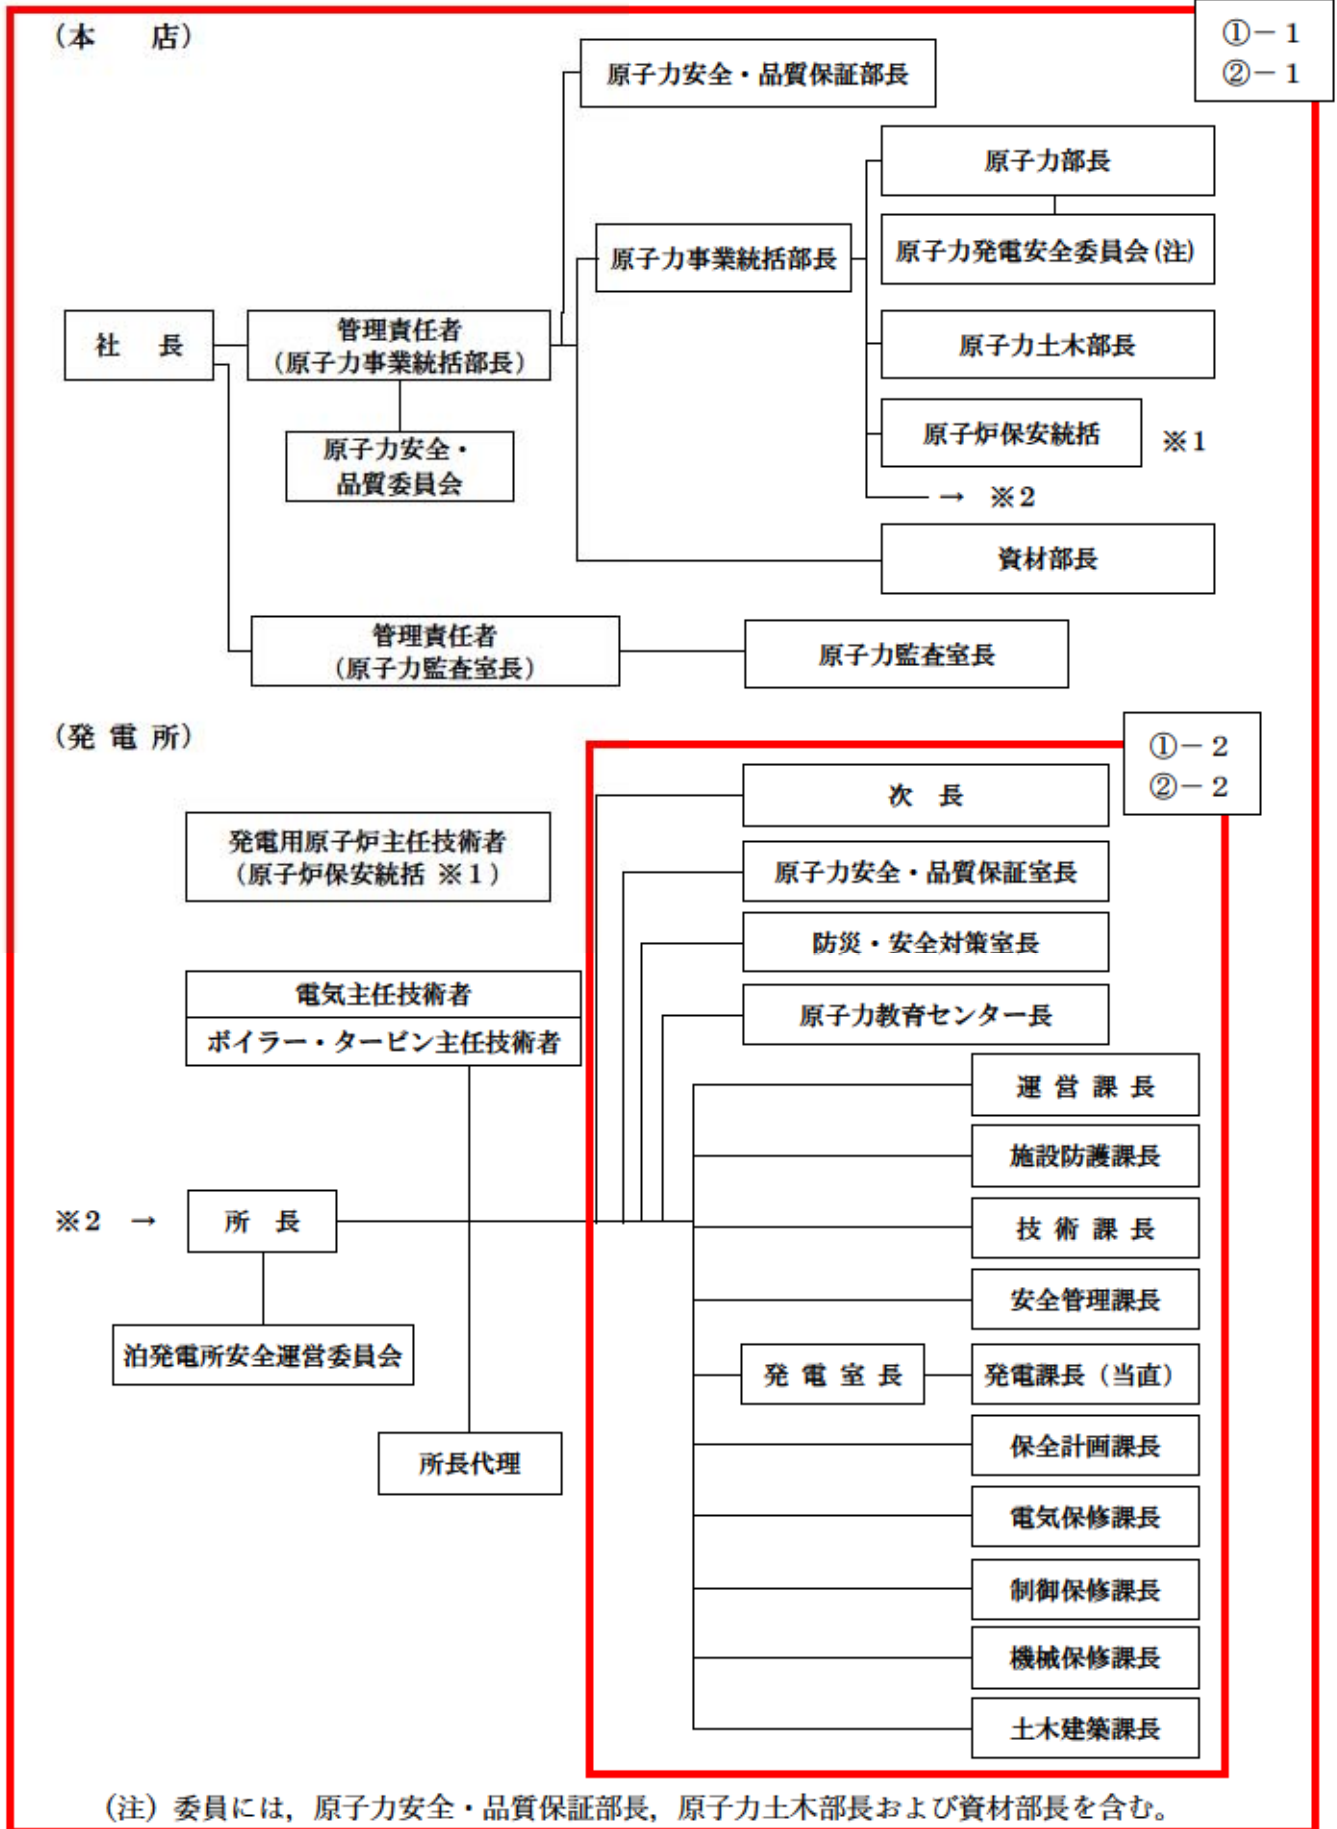 （本　店）
①－１
②－１
原子力安全・品質保証部長
原子力部長
原子力発電安全委員会(注)
原子力事業統括部長
社　長
管理責任者
（原子力事業統括部長）
原子力土木部長
原子力安全・
品質委員会
原子炉保安統括
※１
→　※２
資材部長
管理責任者
（原子力監査室長）
原子力監査室長
（発 電 所）
①－２
②－２
次　長
発電用原子炉主任技術者
（原子炉保安統括 ※１）
原子力安全・品質保証室長
防災・安全対策室長
電気主任技術者
ボイラー・タービン主任技術者
原子力教育センター長
運 営 課 長
施設防護課長
※２　→
所　長
技 術 課 長
安全管理課長
泊発電所安全運営委員会
発 電 室 長
発電課長（当直）
所長代理
保全計画課長
電気保修課長
制御保修課長
機械保修課長
土木建築課長
（注）委員には，原子力安全・品質保証部長，原子力土木部長および資材部長を含む。